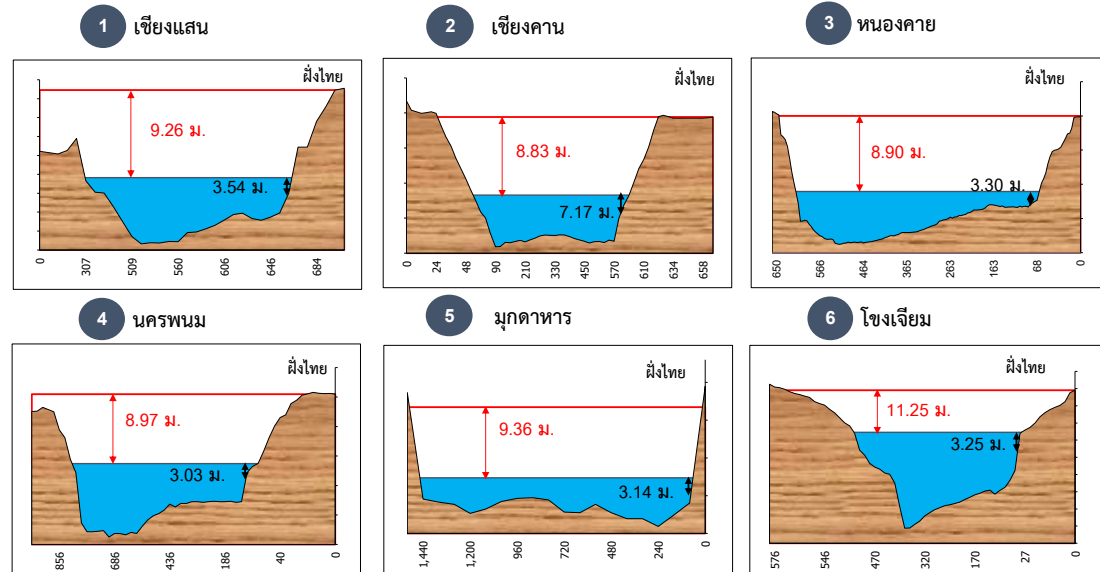 1 เชียงแสน
ฝั่งไทย
9.26 ม.
3.54 ม.
0 307 509 560 606 646 684
2 เชียงคาน
ฝั่งไทย
8.83 ม.
7.17 ม.
0 24 48 90 210 330 450 570 610 634 658
3 หนองคาย
ฝั่งไทย
8.90 ม.
3.30 ม.
650 566 464 365 263 163 68 0
4 นครพนม
ฝั่งไทย
8.97 ม.
3.03 ม.
856 686 436 186 40 0
5 มุกดาหาร
ฝั่งไทย
9.36 ม.
3.14 ม.
1,440 1,200 960 720 480 240 0
6 โขงเจียม
ฝั่งไทย
11.25 ม.
3.25 ม.
576 546 470 320 170 27 0